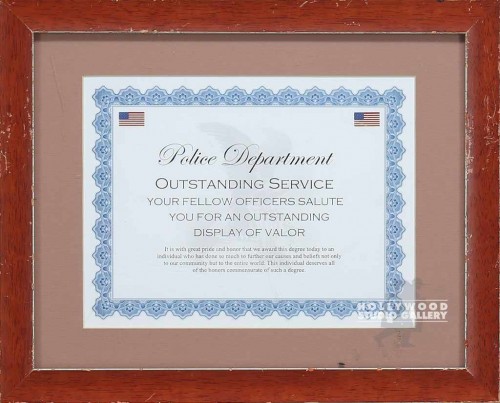 Police Department
OUTSTANDING SERVICE
YOUR FELLOW OFFICERS SALUTE
YOU FOR AN OUTSTANDING
DISPLAY OF VALOR
It is with great pride and honor that we award this degree today to an
individual who has done so much to further our causes and beliefs not only
to our community but to the entire world. This individual deserves all
of the honors commensurate of such a degree.
HOLLYWOOD
STUDIO GALLERY